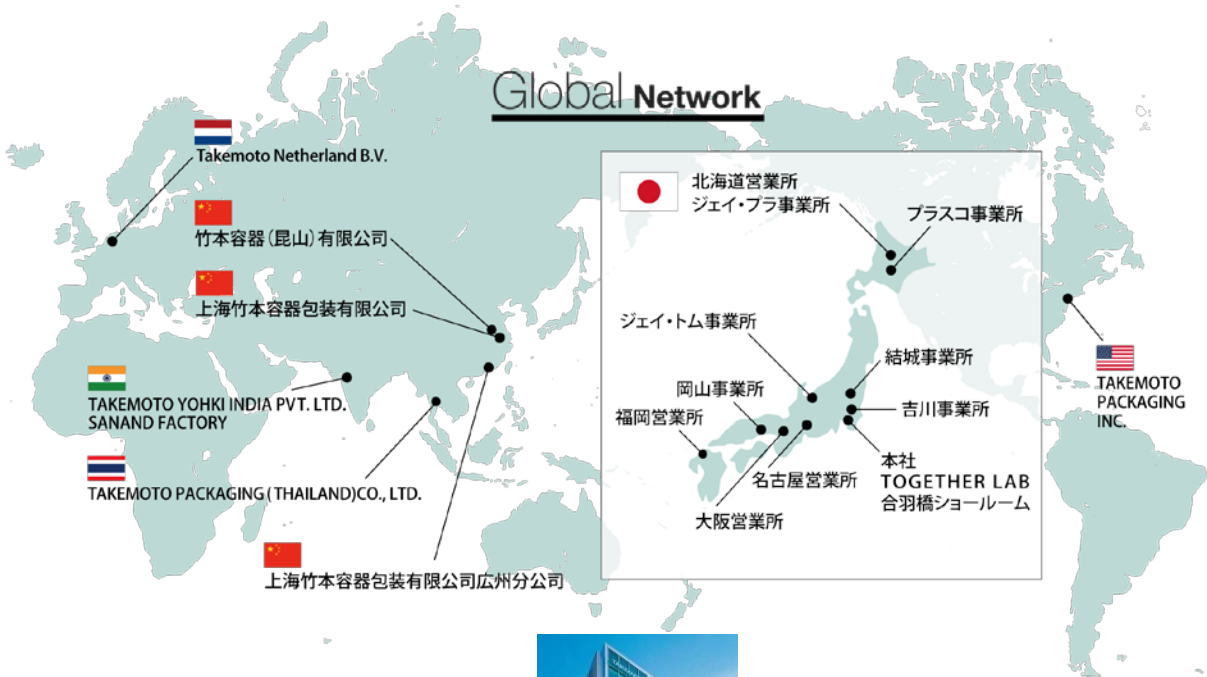 Global Network
Takemoto Netherland B.V.
竹本容器(昆山)有限公司
上海竹本容器包装有限公司
TAKEMOTO YOHKI INDIA PVT. LTD.
SANAND FACTORY
TAKEMOTO PACKAGING (THAILAND)CO., LTD.
上海竹本容器包装有限公司広州分公司
北海道営業所
ジェイ・プラ事業所
プラスコ事業所
ジェイ・トム事業所
結城事業所
岡山事業所
吉川事業所
福岡営業所
本社
TOGETHER LAB
合羽橋ショールーム
名古屋営業所
大阪営業所
TAKEMOTO
PACKAGING
INC.